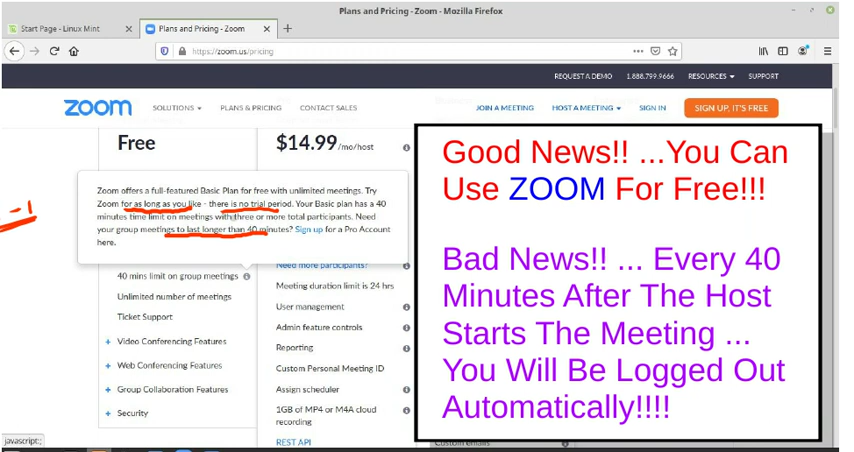 Plans and Pricing - Zoom - Mozilla Firefox
Start Page - Linux Mint
Plans and Pricing - Zoom
https://zoom.us/pricing
REQUEST A DEMO 1.888.799.9666 RESOURCES SUPPORT
zoom SOLUTIONS PLANS & PRICING CONTACT SALES JOIN A MEETING HOST A MEETING SIGN IN SIGN UP, IT'S FREE
Free
$14.99 /mo/host
Zoom offers a full-featured Basic Plan for free with unlimited meetings. Try
Zoom for as long as you like - there is no trial period. Your Basic plan has a 40
minutes time limit on meetings with three or more total participants. Need
your group meetings to last longer than 40 minutes? Sign up for a Pro Account
here.
40 mins limit on group meetings
Unlimited number of meetings
Ticket Support
+ Video Conferencing Features
+ Web Conferencing Features
+ Group Collaboration Features
+ Security
Need more participants?
Meeting duration limit is 24 hrs
User management
Admin feature controls
Reporting
Custom Personal Meeting ID
Assign scheduler
1GB of MP4 or M4A cloud
recording
REST API
Custom emails
Good News!! ...You Can
Use ZOOM For Free!!!
Bad News!! ... Every 40
Minutes After The Host
Starts The Meeting ...
You Will Be Logged Out
Automatically!!!!
javascript:;